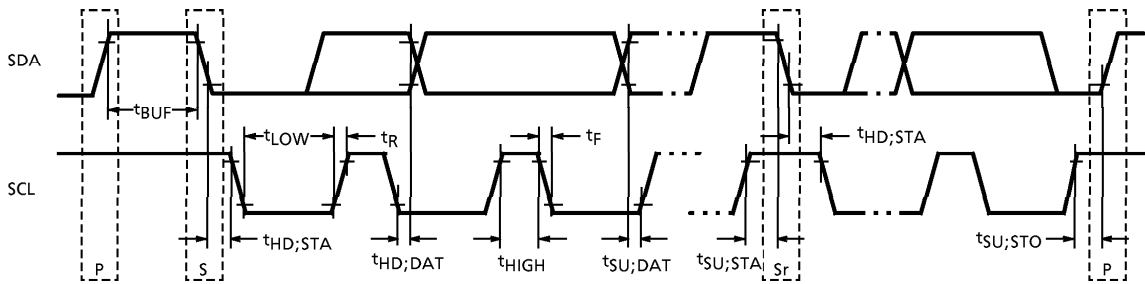 SDA
tBUF
tLOW
tR
tF
tHD;STA
SCL
tHD;STA
tHD;DAT
tHIGH
tSU;DAT
tSU;STA
tSU;STO
P
S
Sr
P